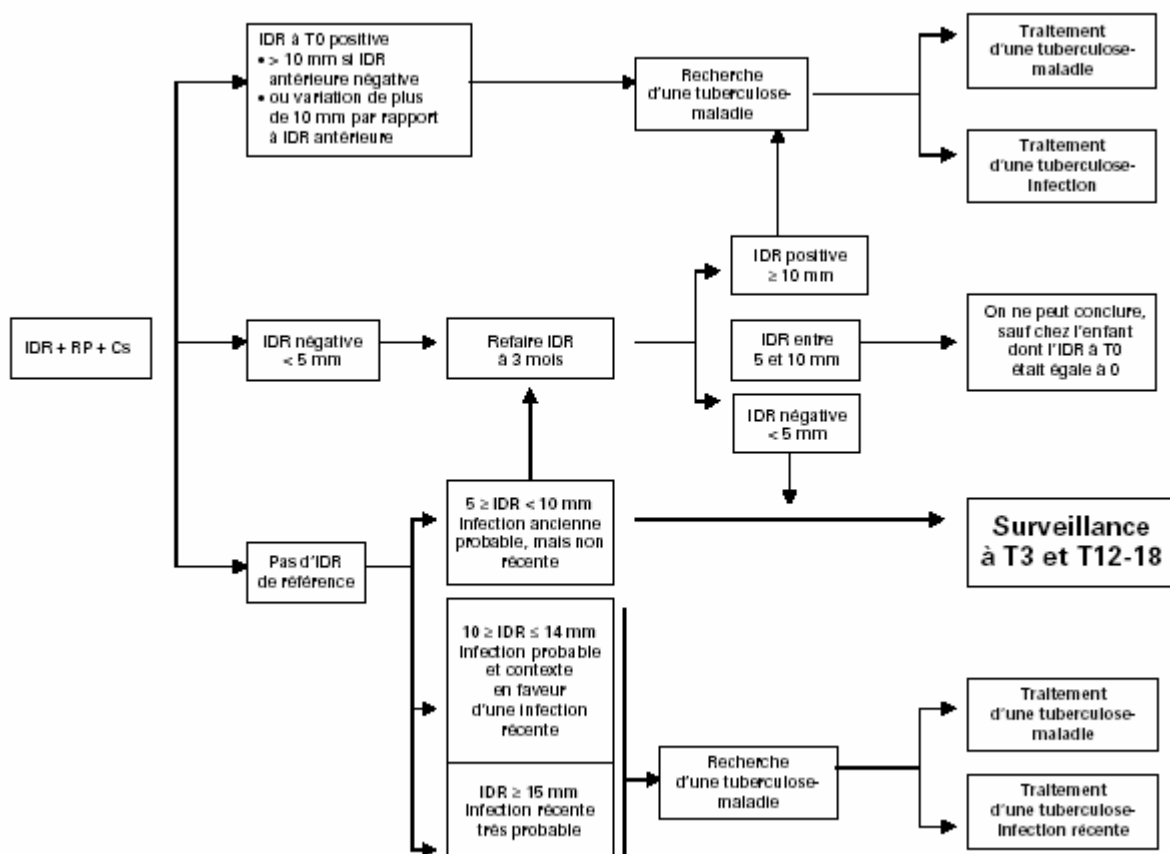 IDR à T0 positive
• > 10 mm si IDR
antérieure négative
• ou variation de plus
de 10 mm par rapport
à IDR antérieure
Recherche
d'une tuberculose-
maladie
Traitement
d'une tuberculose-
maladie
Traitement
d'une tuberculose-
Infection
IDR + RP + Cs
IDR négative
< 5 mm
Refaire IDR
à 3 mois
IDR positive
≥ 10 mm
IDR entre
5 et 10 mm
IDR négative
< 5 mm
On ne peut conclure,
sauf chez l'enfant
dont l'IDR à T0
était égale à 0
Pas d'IDR
de référence
5 ≥ IDR < 10 mm
Infection ancienne
probable, mais non
récente
Surveillance
à T3 et T12-18
10 ≥ IDR ≤ 14 mm
Infection probable
et contexte
en faveur
d'une infection
récente
IDR ≥ 15 mm
Infection récente
très probable
Recherche
d'une tuberculose-
maladie
Traitement
d'une tuberculose-
maladie
Traitement
d'une tuberculose-
Infection récente